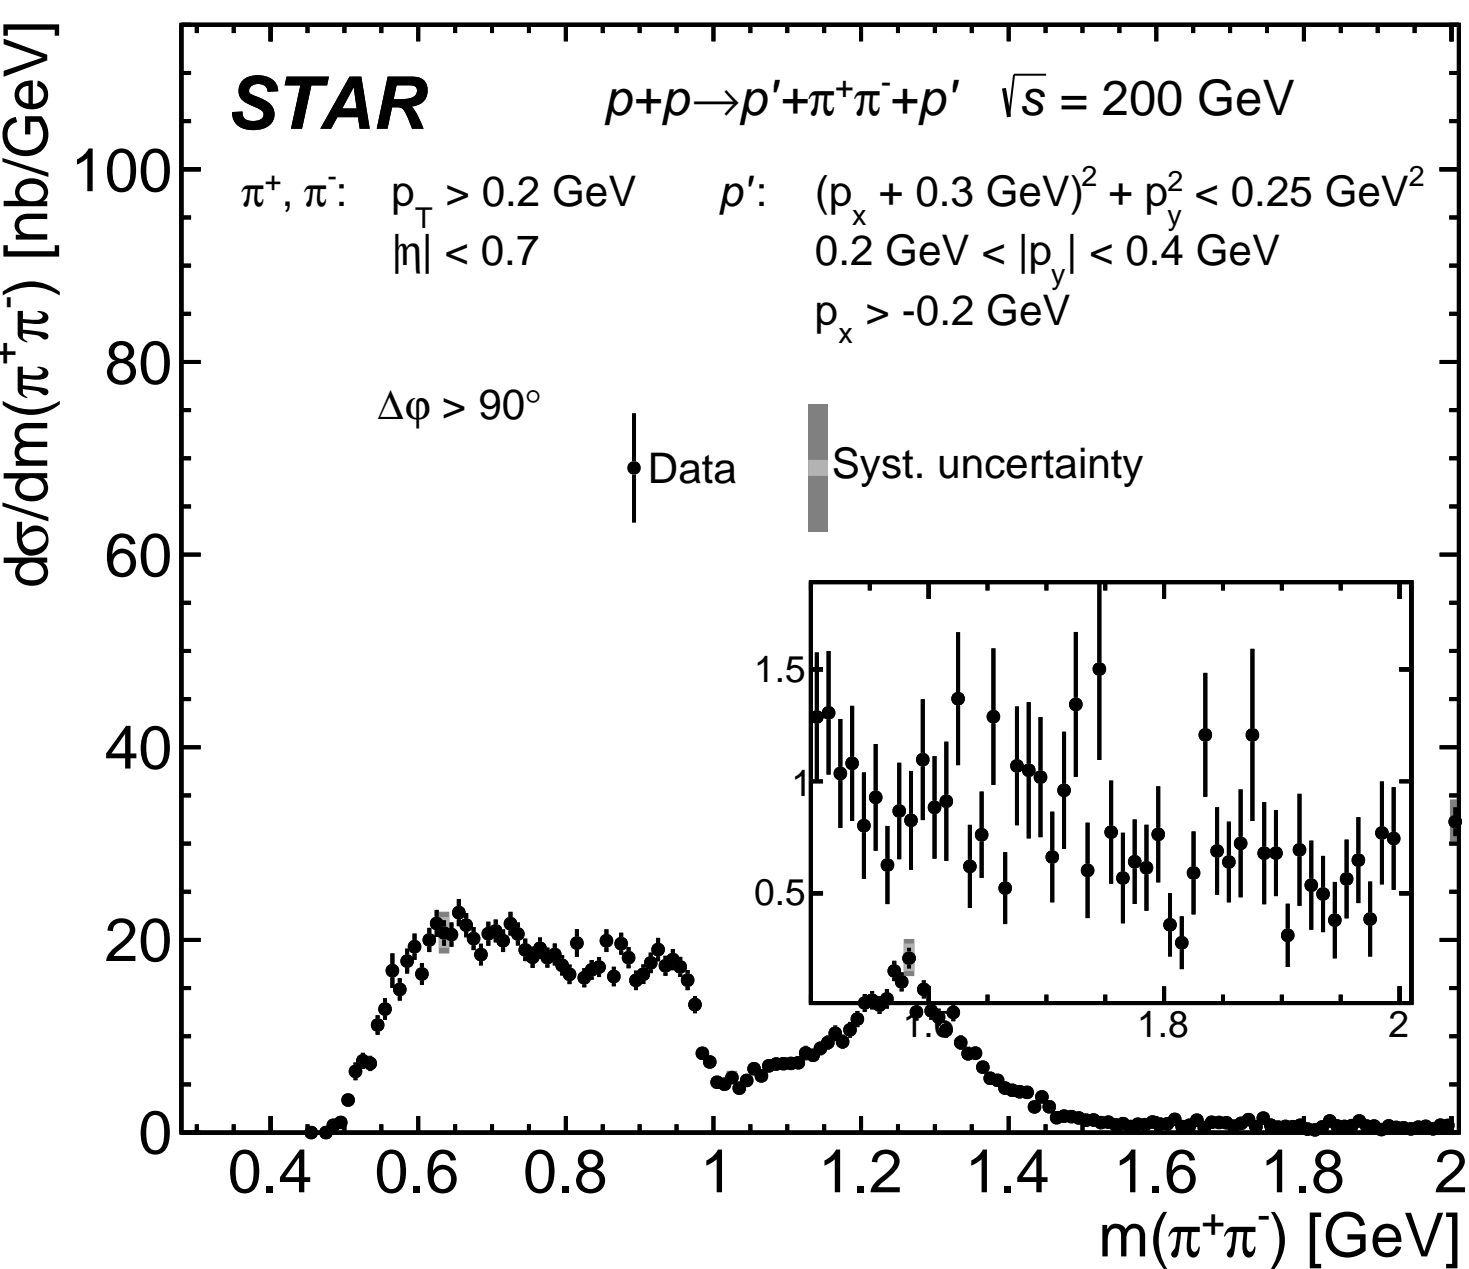 dσ/dm(π⁺π⁻) [nb/GeV]
STAR p+p→p′+π⁺π⁻+p′ √s = 200 GeV
π⁺, π⁻: p_T > 0.2 GeV p′: (p_x + 0.3 GeV)² + p_y² < 0.25 GeV²
|η| < 0.7 0.2 GeV < |p_y| < 0.4 GeV
p_x > -0.2 GeV
Δφ > 90°
Data Syst. uncertainty
100
80
60
40
20
0
1.5
1
0.5
1.8 2
0.4 0.6 0.8 1 1.2 1.4 1.6 1.8 2
m(π⁺π⁻) [GeV]